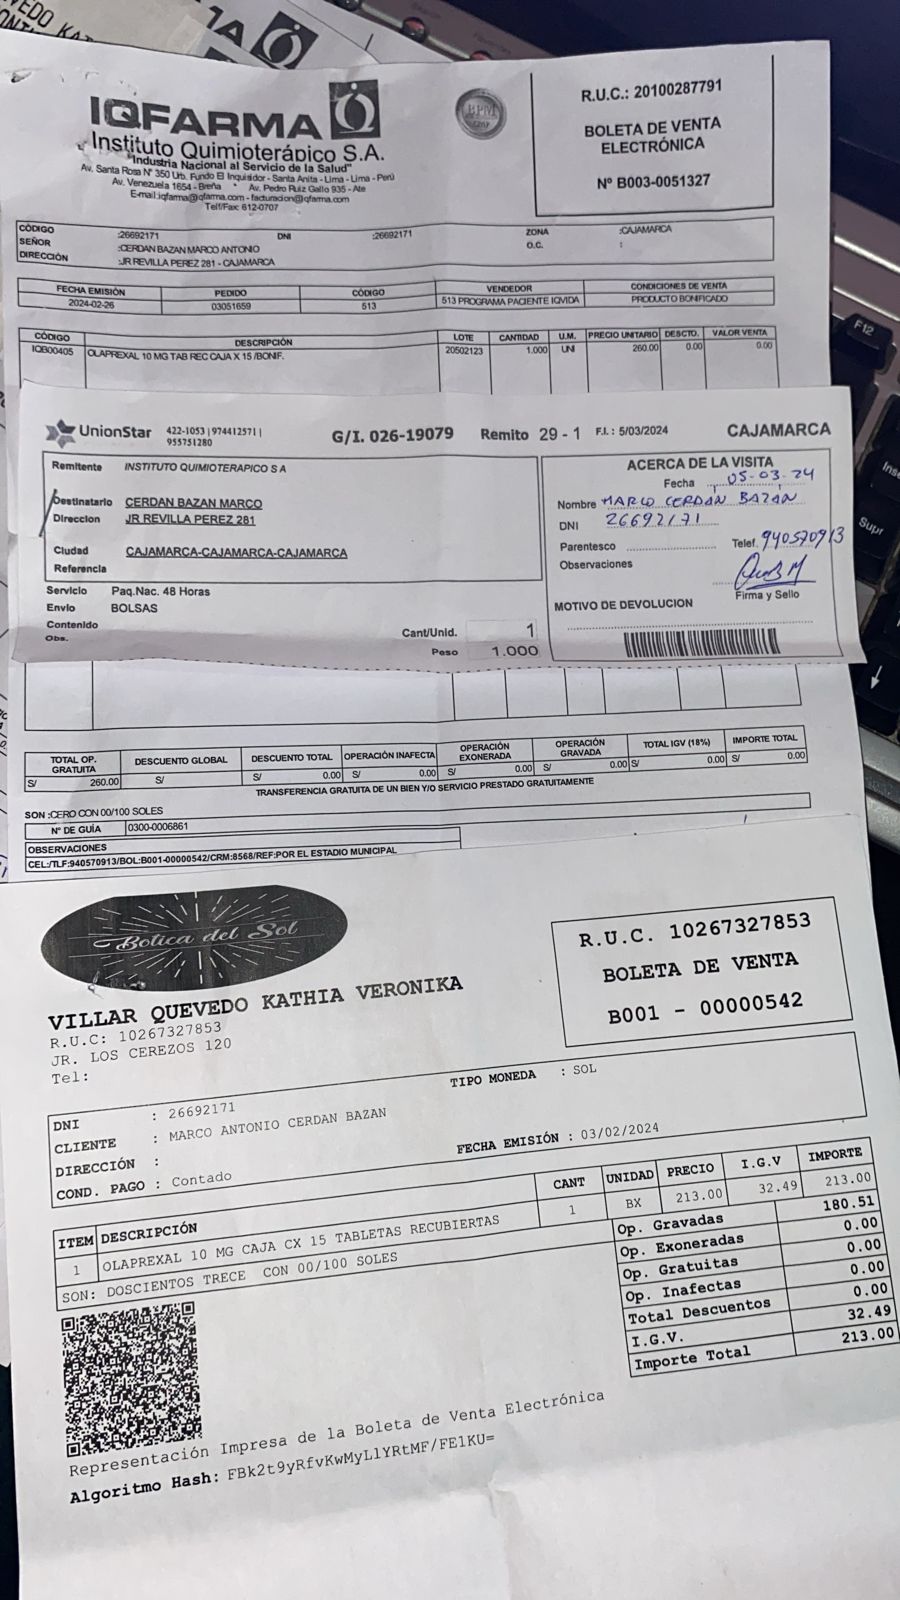 IQFARMA
Instituto Quimioterápico S.A.
"Industria Nacional al Servicio de la Salud"
Av. Santa Rosa Nº 350 Urb. Fundo El Inquisidor - Santa Anita - Lima - Lima - Perú
Av. Venezuela 1654 - Breña * Av. Pedro Ruiz Gallo 935 - Ate
E-mail:iqfarma@qfarma.com - facturacion@iqfarma.com
Telf/Fax: 612-0707
BPM
R.U.C.: 20100287791
BOLETA DE VENTA
ELECTRÓNICA
Nº B003-0051327
CÓDIGO :26692171 DNI :26692171 ZONA :CAJAMARCA
SEÑOR :CERDAN BAZAN MARCO ANTONIO O.C. :
DIRECCIÓN :JR REVILLA PEREZ 281 - CAJAMARCA
FECHA EMISIÓN PEDIDO CÓDIGO VENDEDOR CONDICIONES DE VENTA
2024-02-26 03051659 513 513 PROGRAMA PACIENTE IQVIDA PRODUCTO BONIFICADO
CÓDIGO DESCRIPCIÓN LOTE CANTIDAD U.M. PRECIO UNITARIO DESCTO. VALOR VENTA
IQB00405 OLAPREXAL 10 MG TAB REC CAJA X 15 /BONIF. 20502123 1.000 UNI 260.00 0.00 0.00
UnionStar 422-1053 | 974412571 |
955751280
G/I. 026-19079 Remito 29 - 1 F.I. : 5/03/2024 CAJAMARCA
Remitente INSTITUTO QUIMIOTERAPICO S A
Destinatario CERDAN BAZAN MARCO
Direccion JR REVILLA PEREZ 281
Ciudad CAJAMARCA-CAJAMARCA-CAJAMARCA
Referencia
Servicio Paq.Nac. 48 Horas
Envio BOLSAS
Contenido
Obs.
Cant/Unid. 1
Peso 1.000
ACERCA DE LA VISITA
Fecha 05-03-24
Nombre MARCO CERDAN BAZAN
DNI 26692171
Parentesco Telef. 940570913
Observaciones
Firma y Sello
MOTIVO DE DEVOLUCION
TOTAL OP. GRATUITA DESCUENTO GLOBAL DESCUENTO TOTAL OPERACIÓN INAFECTA OPERACIÓN EXONERADA OPERACIÓN GRAVADA TOTAL IGV (18%) IMPORTE TOTAL
S/ 260.00 S/ S/ 0.00 S/ 0.00 S/ 0.00 S/ 0.00 S/ 0.00 S/ 0.00
TRANSFERENCIA GRATUITA DE UN BIEN Y/O SERVICIO PRESTADO GRATUITAMENTE
SON :CERO CON 00/100 SOLES
Nº DE GUÍA 0300-0006861
OBSERVACIONES
CEL:/TLF:940570913/BOL:B001-00000542/CRM:8568/REF:POR EL ESTADIO MUNICIPAL
Botica del Sol
VILLAR QUEVEDO KATHIA VERONIKA
R.U.C: 10267327853
JR. LOS CEREZOS 120
Tel:
R.U.C. 10267327853
BOLETA DE VENTA
B001 - 00000542
DNI : 26692171 TIPO MONEDA : SOL
CLIENTE : MARCO ANTONIO CERDAN BAZAN
DIRECCIÓN : FECHA EMISIÓN : 03/02/2024
COND. PAGO : Contado
ITEM DESCRIPCIÓN CANT UNIDAD PRECIO I.G.V IMPORTE
1 OLAPREXAL 10 MG CAJA CX 15 TABLETAS RECUBIERTAS 1 BX 213.00 32.49 213.00
SON: DOSCIENTOS TRECE CON 00/100 SOLES
Op. Gravadas 180.51
Op. Exoneradas 0.00
Op. Gratuitas 0.00
Op. Inafectas 0.00
Total Descuentos 0.00
I.G.V. 32.49
Importe Total 213.00
Representación Impresa de la Boleta de Venta Electrónica
Algoritmo Hash: FBk2t9yRfvKwMyLlYRtMF/FE1KU=
F12
Supr